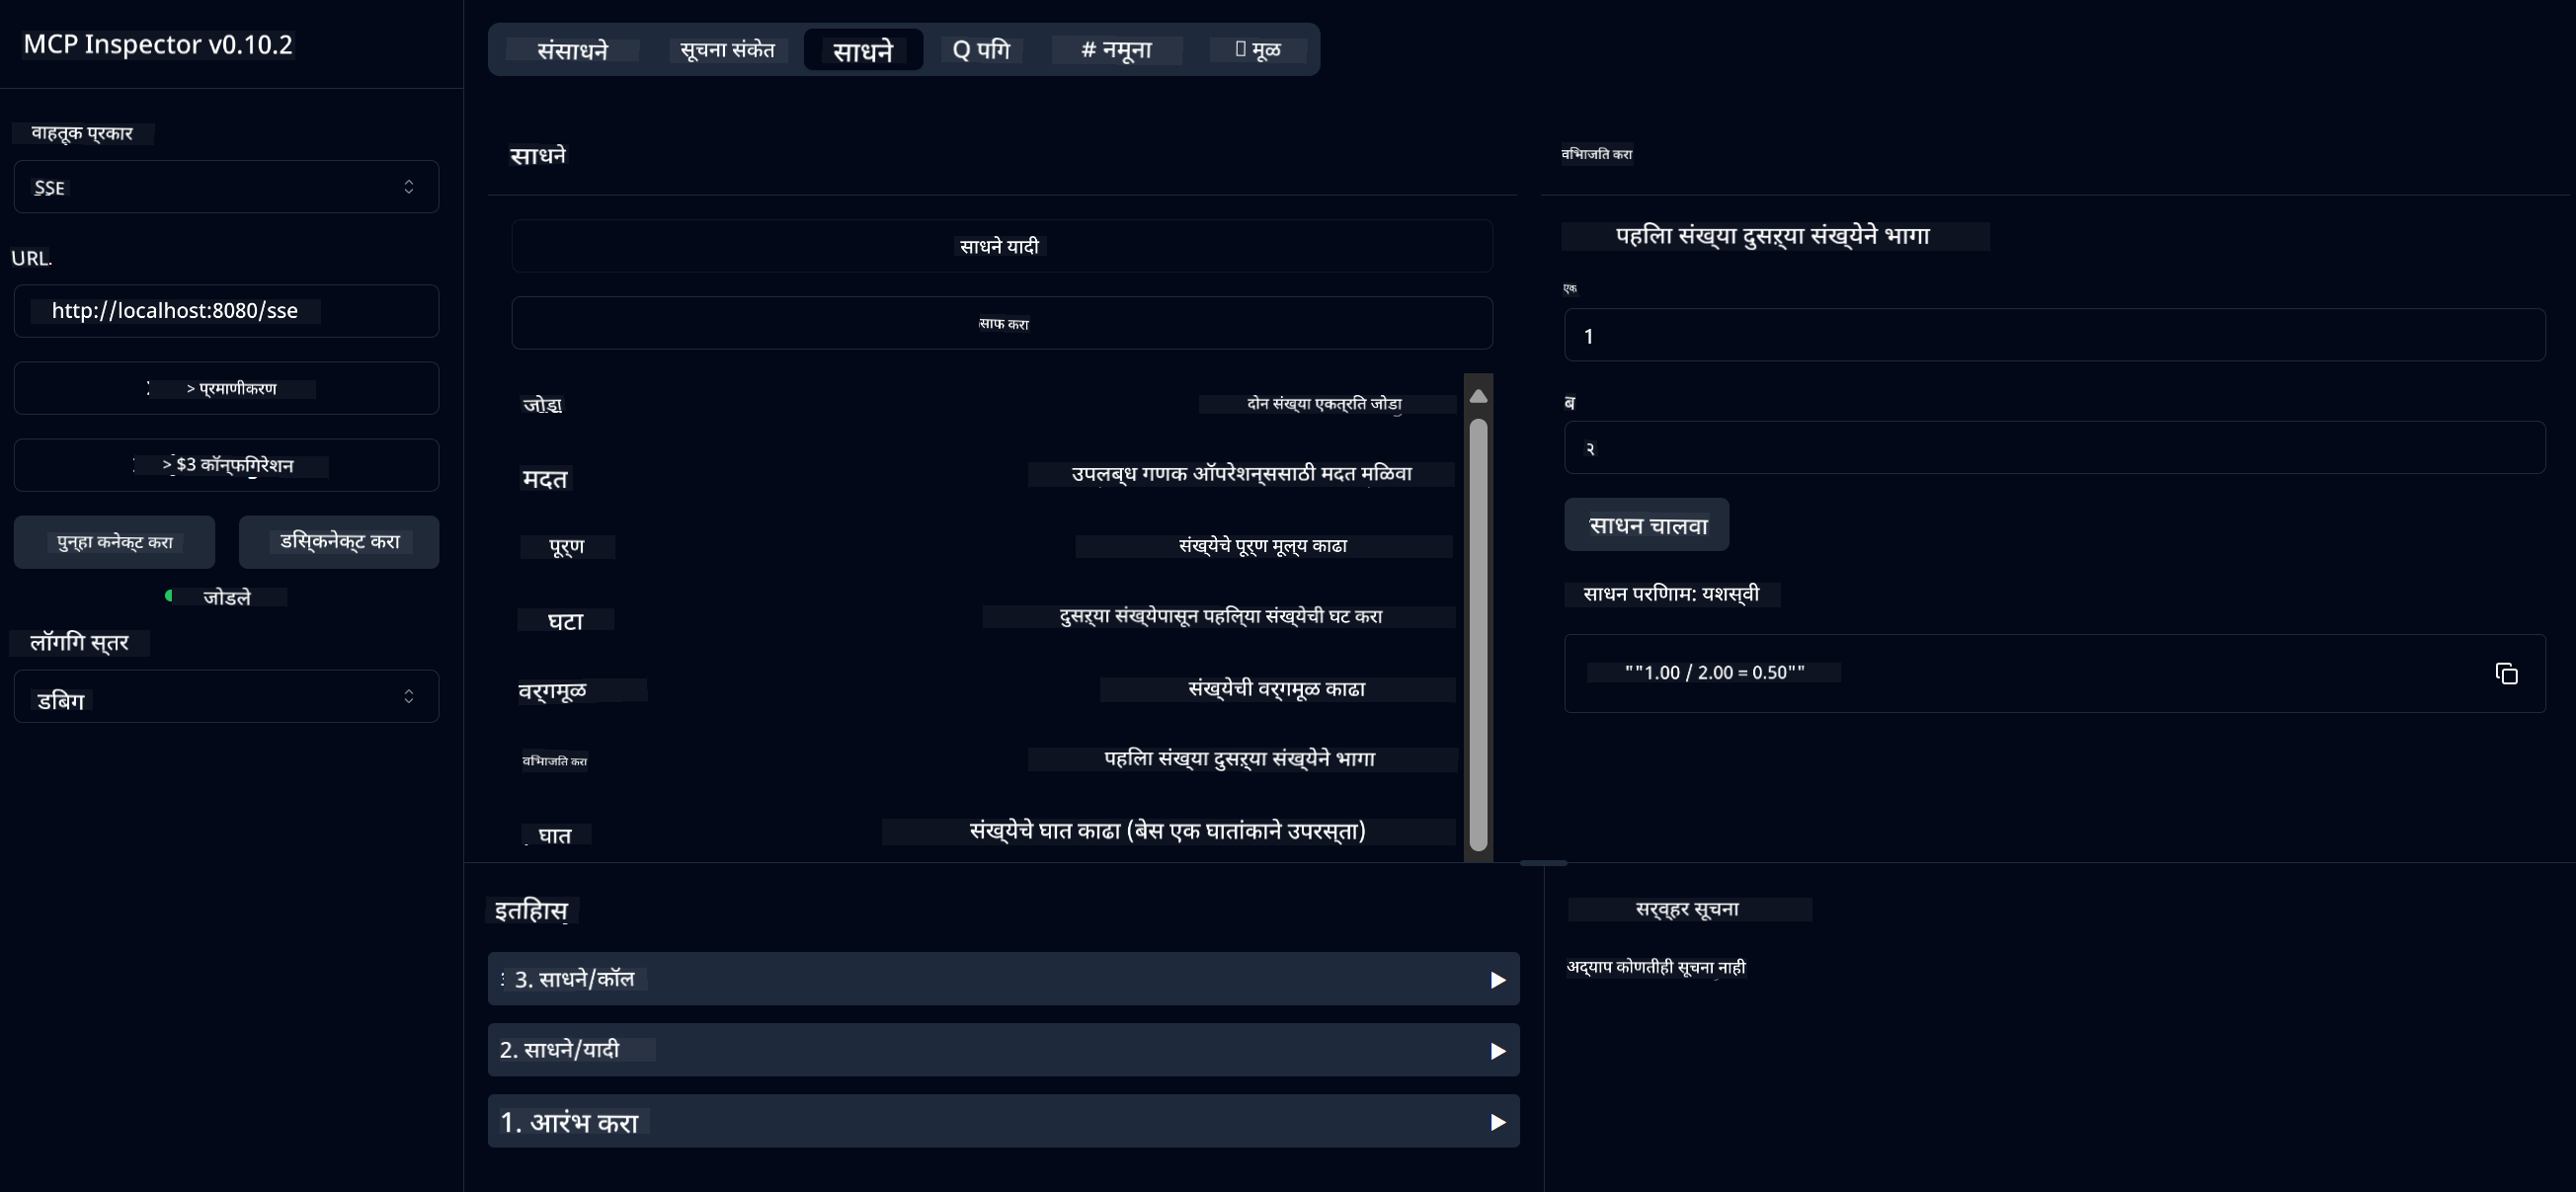 MCP Inspector v0.10.2
वाहतूक प्रकार
SSE
URL
http://localhost:8080/sse
> प्रमाणीकरण
> $3 कॉन्फिगरेशन
पुन्हा कनेक्ट करा
डिस्कनेक्ट करा
जोडले
लॉगिंग स्तर
डिबग
संसाधने
सूचना संकेत
साधने
Q पिंग
# नमूना
मूळ
साधने
साधने यादी
साफ करा
जोडा
दोन संख्या एकत्रित जोडा
मदत
उपलब्ध गणक ऑपरेशन्ससाठी मदत मिळवा
पूर्ण
संख्येचे पूर्ण मूल्य काढा
घटा
दुसऱ्या संख्येपासून पहिल्या संख्येची घट करा
वर्गमूळ
संख्येची वर्गमूळ काढा
विभाजित करा
पहिला संख्या दुसऱ्या संख्येने भागा
घात
संख्येचे घात काढा (बेस एक घातांकाने उपरस्ता)
विभाजित करा
पहिला संख्या दुसऱ्या संख्येने भागा
एक
1
ब
२
साधन चालवा
साधन परिणाम: यशस्वी
""1.00 / 2.00 = 0.50""
इतिहास
3. साधने/कॉल
2. साधने/यादी
1. आरंभ करा
सर्व्हर सूचना
अद्याप कोणतीही सूचना नाही